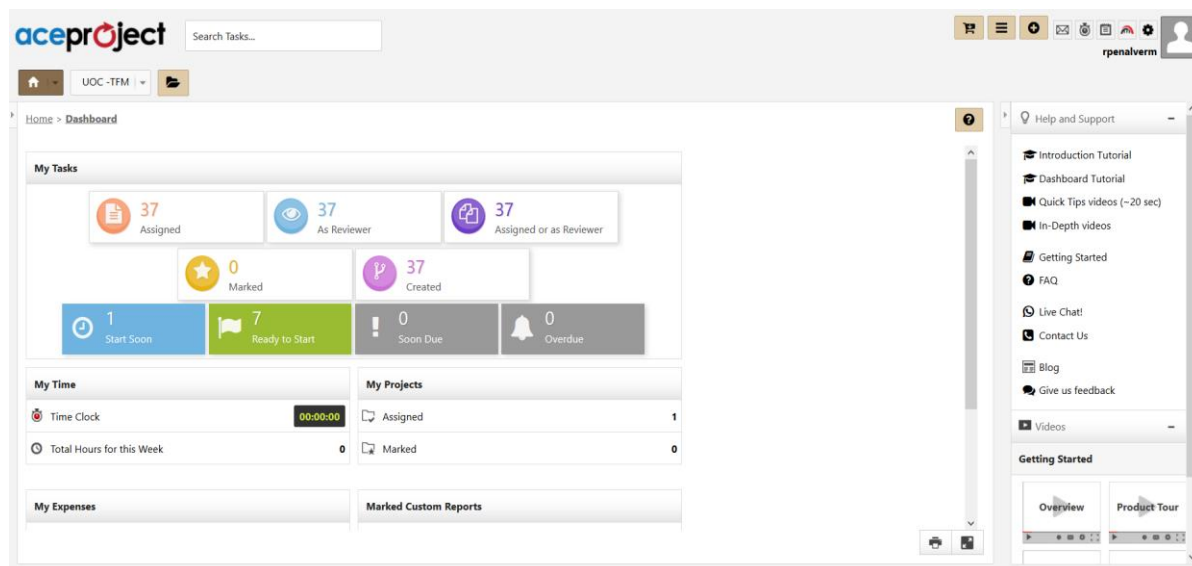 aceproject
Search Tasks...
rpenalverm
UOC -TFM
Home > Dashboard
My Tasks
37
Assigned
37
As Reviewer
37
Assigned or as Reviewer
0
Marked
37
Created
1
Start Soon
7
Ready to Start
0
Soon Due
0
Overdue
My Time
Time Clock 00:00:00
Total Hours for this Week 0
My Projects
Assigned 1
Marked 0
My Expenses
Marked Custom Reports
Help and Support
Introduction Tutorial
Dashboard Tutorial
Quick Tips videos (~20 sec)
In-Depth videos
Getting Started
FAQ
Live Chat!
Contact Us
Blog
Give us feedback
Videos
Getting Started
Overview
Product Tour